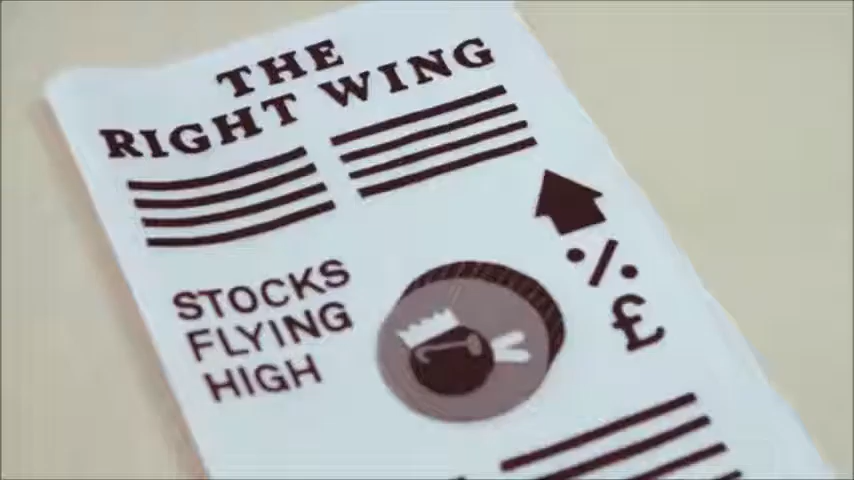 THE
RIGHT WING
STOCKS
FLYING
HIGH
%
£